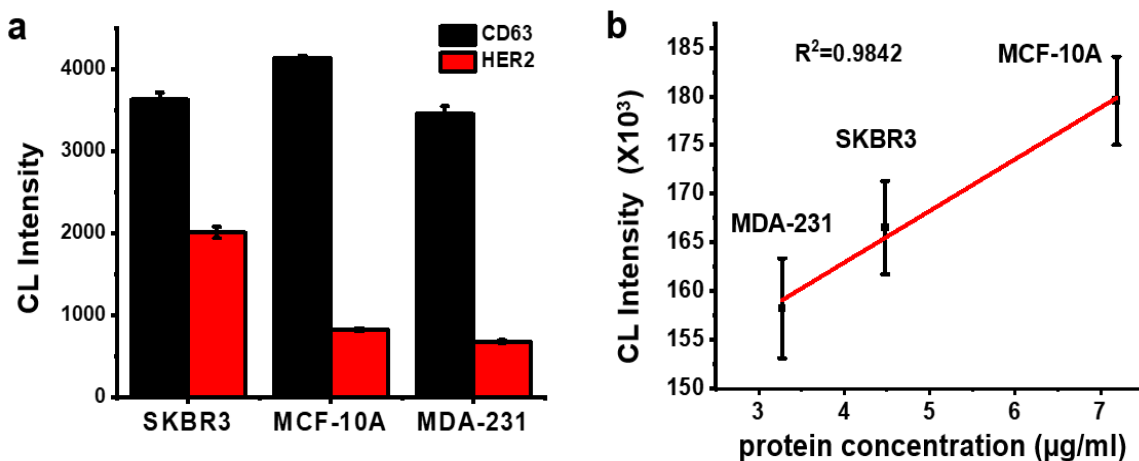 a
CD63
HER2
CL Intensity
4000
3000
2000
1000
0
SKBR3 MCF-10A MDA-231
b
R²=0.9842
MCF-10A
SKBR3
MDA-231
CL Intensity (X10³)
185
180
175
170
165
160
155
150
3 4 5 6 7
protein concentration (µg/ml)